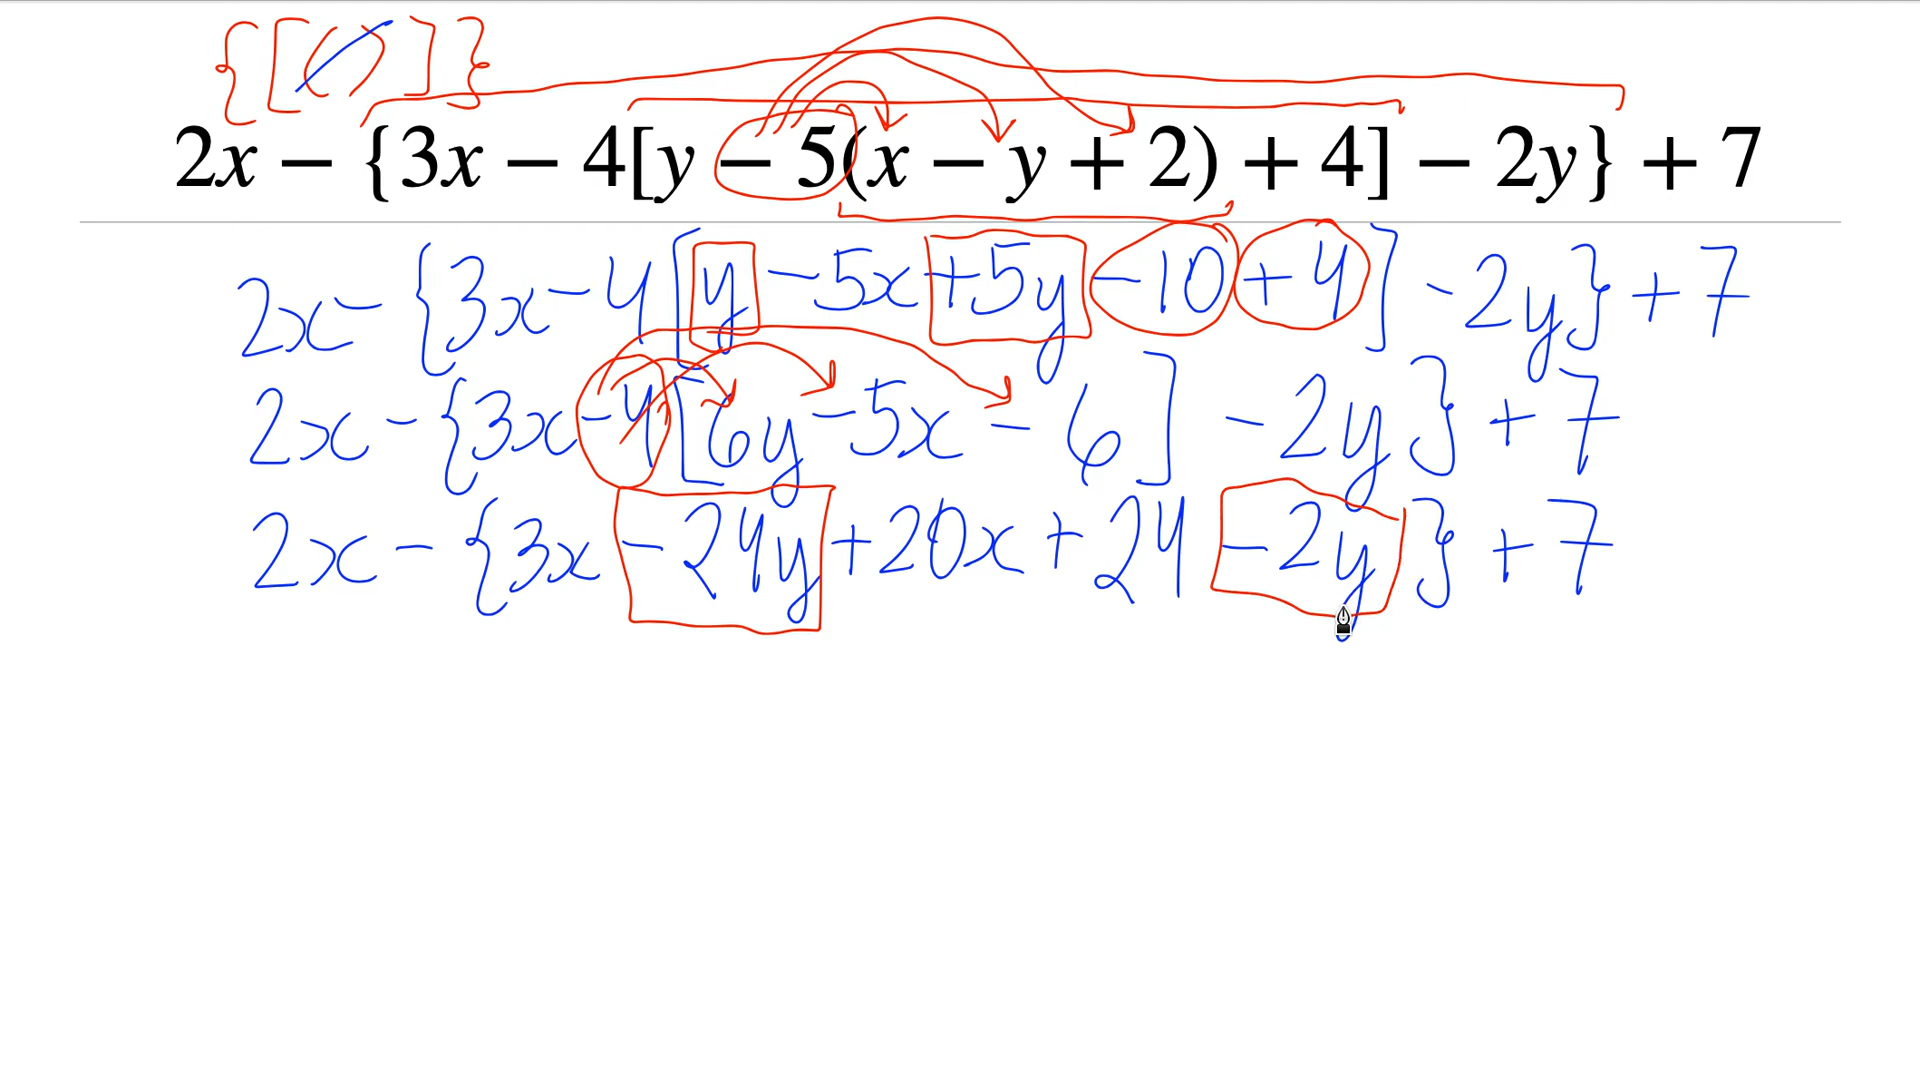 {[()]}
2x − {3x − 4[y − 5(x − y + 2) + 4] − 2y} + 7
2x − {3x − 4[y − 5x + 5y − 10 + 4] − 2y} + 7
2x − {3x − 4[6y − 5x − 6] − 2y} + 7
2x − {3x − 24y + 20x + 24 − 2y} + 7